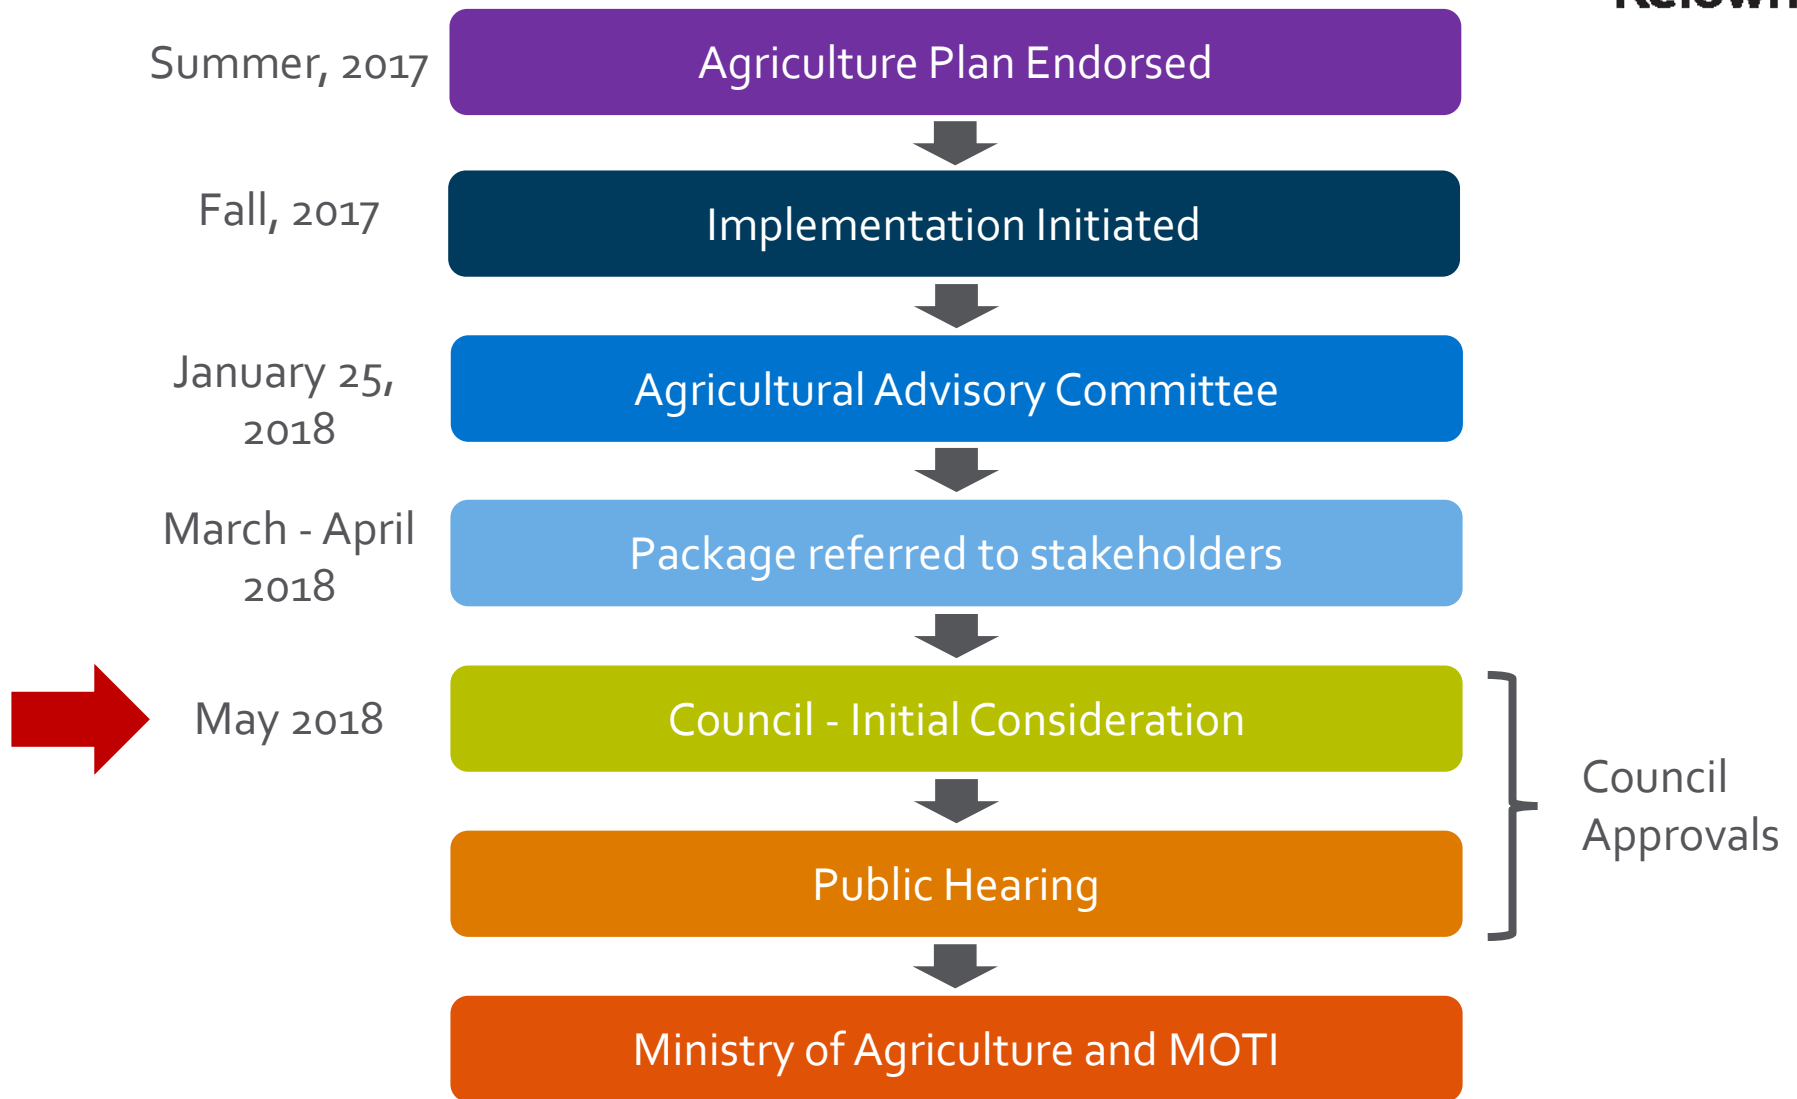 Summer, 2017
Agriculture Plan Endorsed
Fall, 2017
Implementation Initiated
January 25,
2018
Agricultural Advisory Committee
March - April
2018
Package referred to stakeholders
May 2018
Council - Initial Consideration
Public Hearing
Council
Approvals
Ministry of Agriculture and MOTI